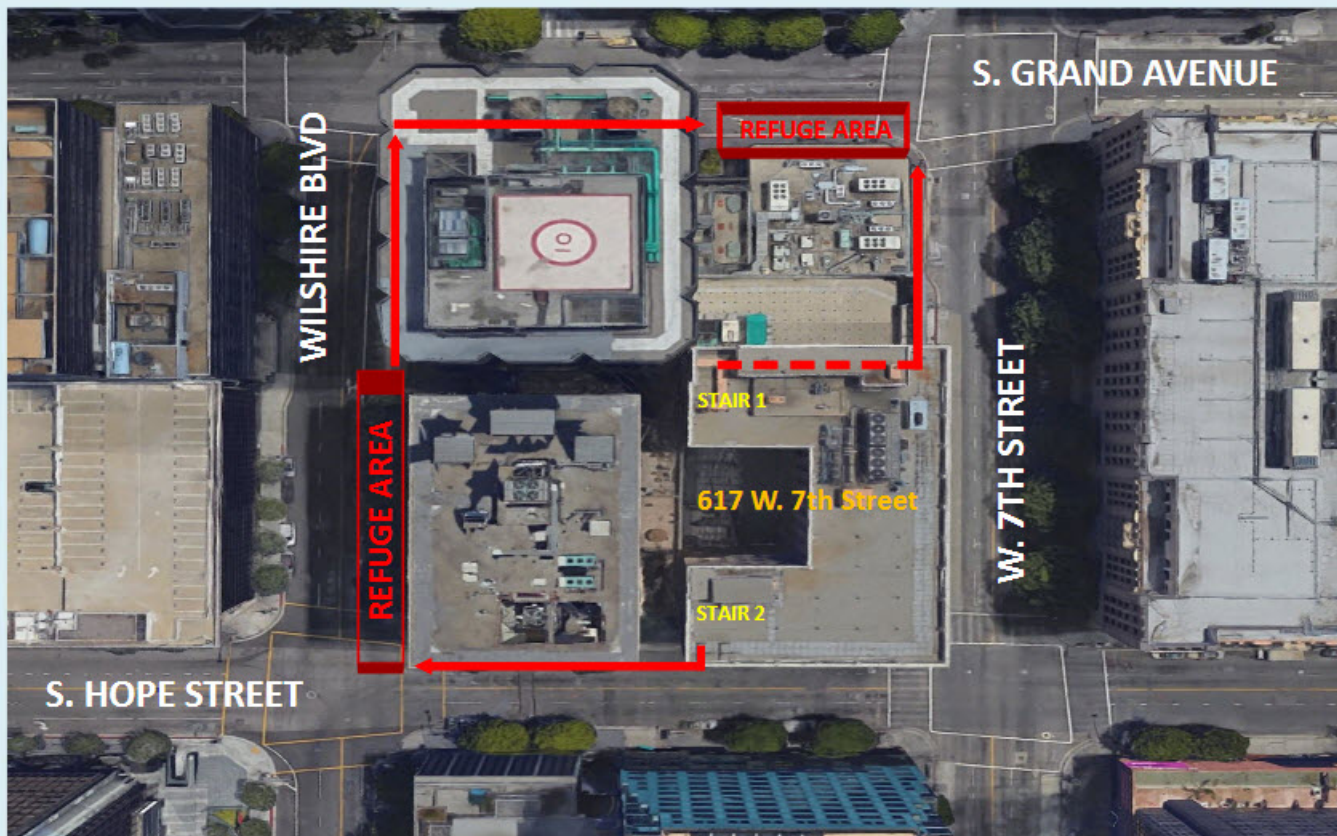 S. GRAND AVENUE
REFUGE AREA
WILSHIRE BLVD
W. 7TH STREET
STAIR 1
REFUGE AREA
617 W. 7th Street
STAIR 2
S. HOPE STREET
10